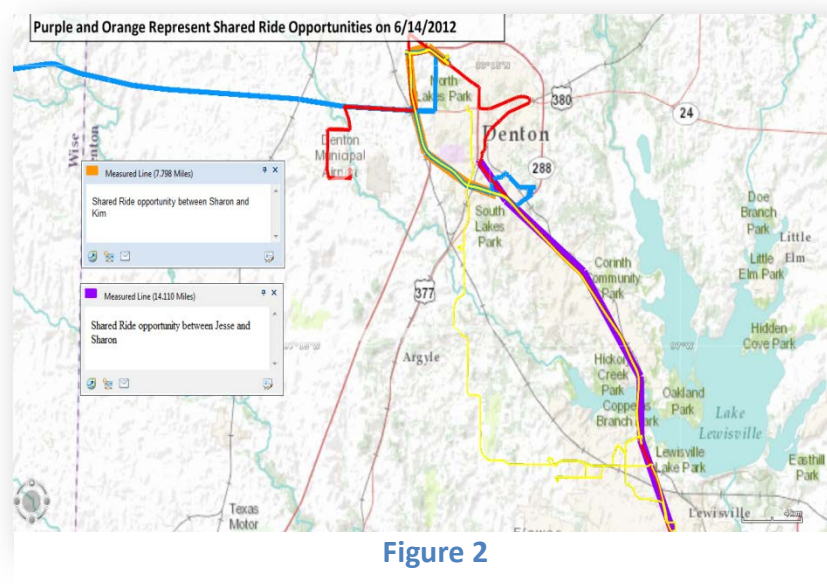 Purple and Orange Represent Shared Ride Opportunities on 6/14/2012
North
Lakes Park
380
24
Denton
Wise
Denton
Denton
Municipal
288
Measured Line (7.798 Miles)
Shared Ride opportunity between Sharon and
Kim
South
Lakes
Park
Doe
Branch
Park
Little
Elm
Little
Elm Park
Corinth
Community
Park
377
Measured Line (14.110 Miles)
Shared Ride opportunity between Jesse and
Sharon
Hidden
Cove Park
97°W
Argyle
Hickory
Creek
Park
Oakland
Park
Branch Park
Lake
Lewisville
Lewisville
Lake Park
Easthill
Park
Texas
Motor
Lewisville
Figure 2